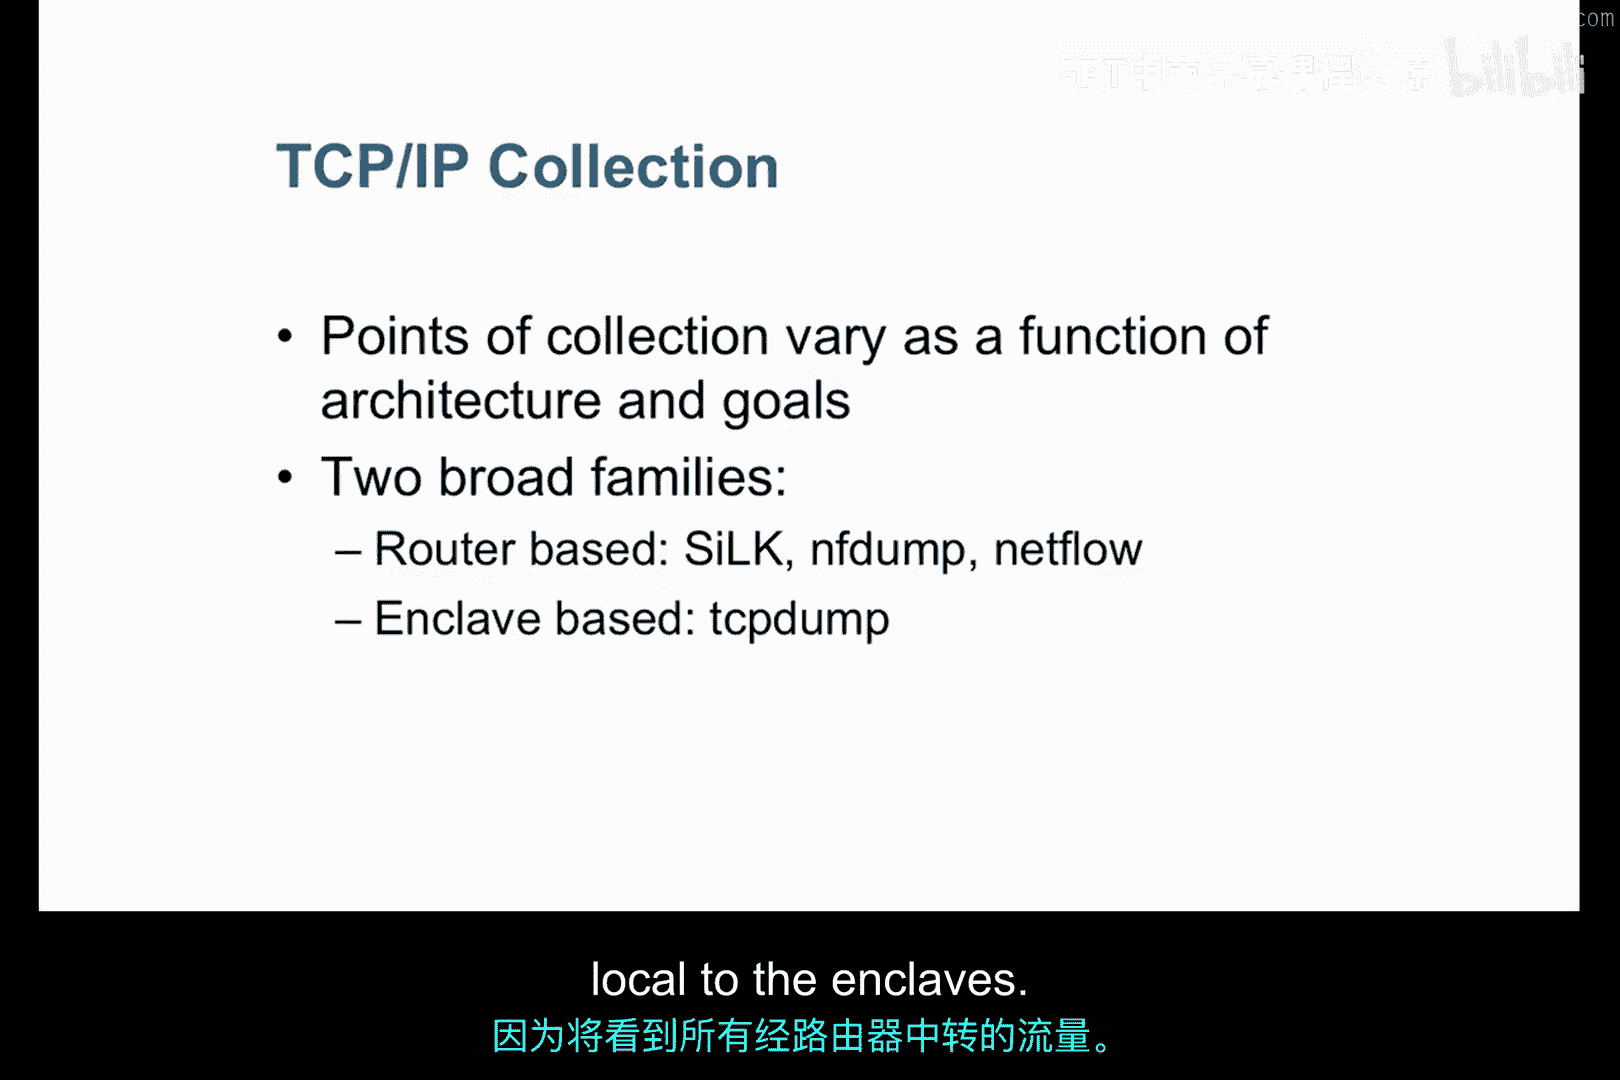 com
bilibili
TCP/IP Collection
• Points of collection vary as a function of
architecture and goals
• Two broad families:
– Router based: SiLK, nfdump, netflow
– Enclave based: tcpdump
local to the enclaves.
因为将看到所有经路由器中转的流量。